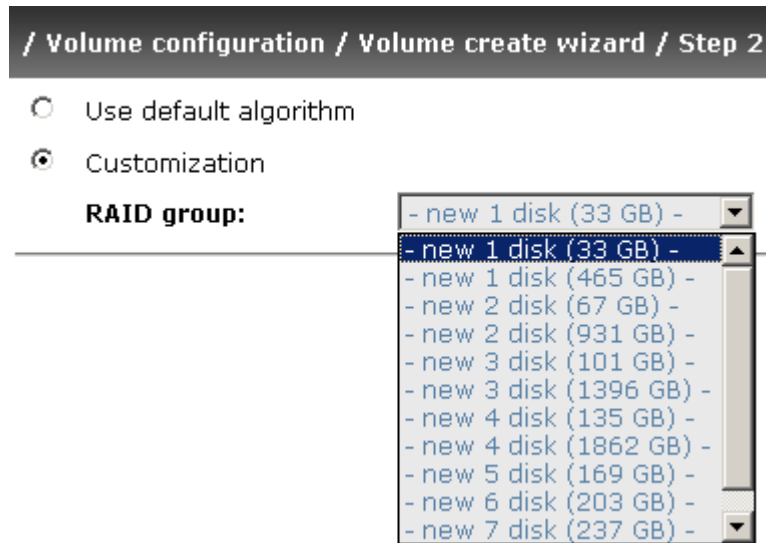 / Volume configuration / Volume create wizard / Step 2
Use default algorithm
Customization
RAID group: - new 1 disk (33 GB) -
- new 1 disk (33 GB) -
- new 1 disk (465 GB) -
- new 2 disk (67 GB) -
- new 2 disk (931 GB) -
- new 3 disk (101 GB) -
- new 3 disk (1396 GB) -
- new 4 disk (135 GB) -
- new 4 disk (1862 GB) -
- new 5 disk (169 GB) -
- new 6 disk (203 GB) -
- new 7 disk (237 GB) -